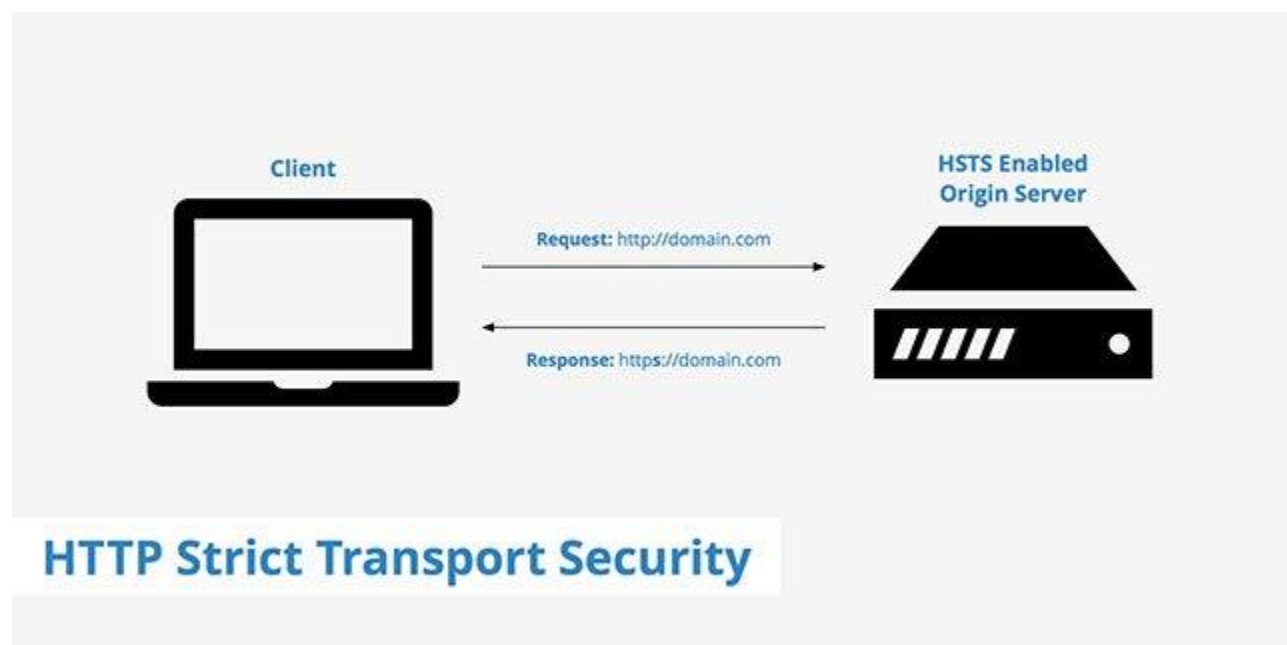 Client
HSTS Enabled
Origin Server
Request: http://domain.com
Response: https://domain.com
HTTP Strict Transport Security